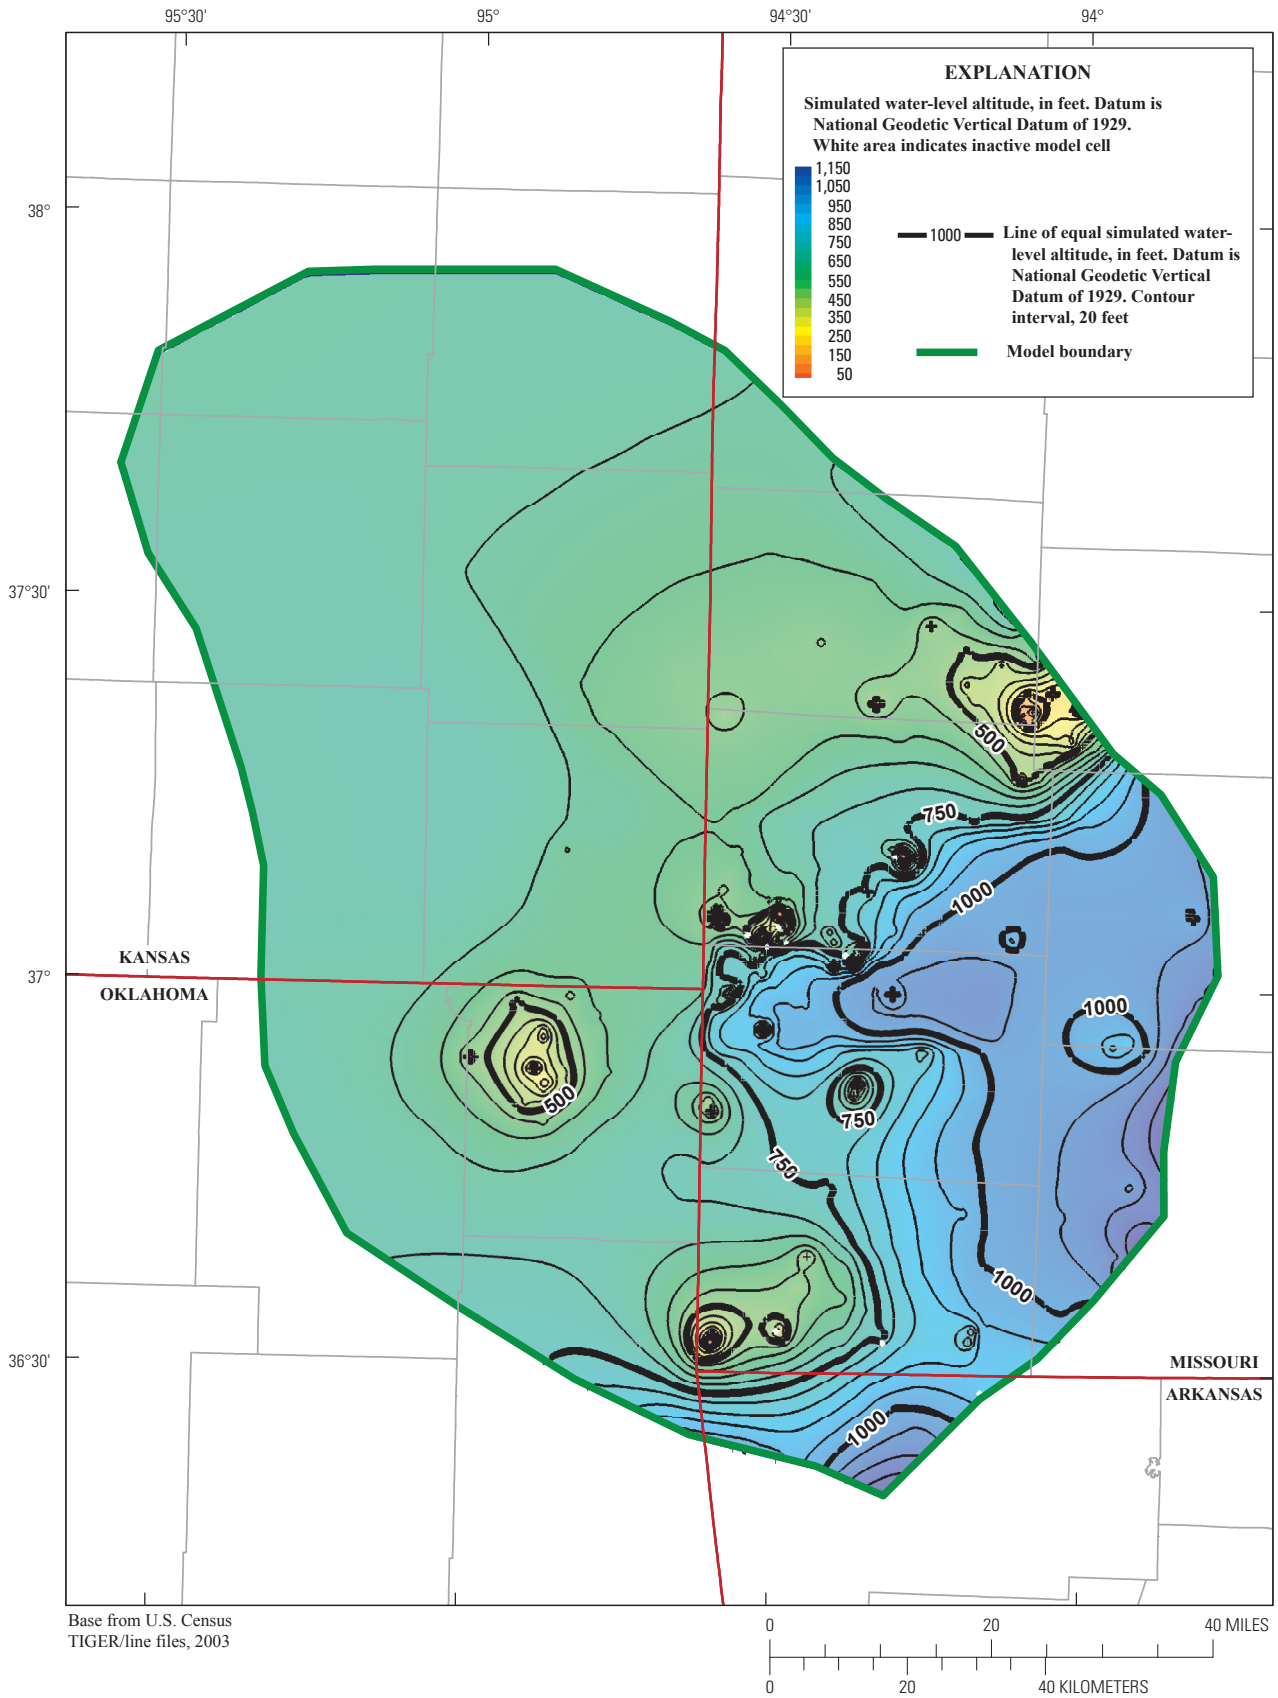 95°30'
95°
94°30'
94°
EXPLANATION
Simulated water-level altitude, in feet. Datum is
National Geodetic Vertical Datum of 1929.
White area indicates inactive model cell
1,150
1,050
950
850
750
650
550
450
350
250
150
50
1000
Line of equal simulated water-
level altitude, in feet. Datum is
National Geodetic Vertical
Datum of 1929. Contour
interval, 20 feet
Model boundary
38°
37°30'
37°
36°30'
500
750
1000
KANSAS
OKLAHOMA
1000
500
750
750
1000
MISSOURI
ARKANSAS
1000
Base from U.S. Census
TIGER/line files, 2003
0 20 40 MILES
0 20 40 KILOMETERS